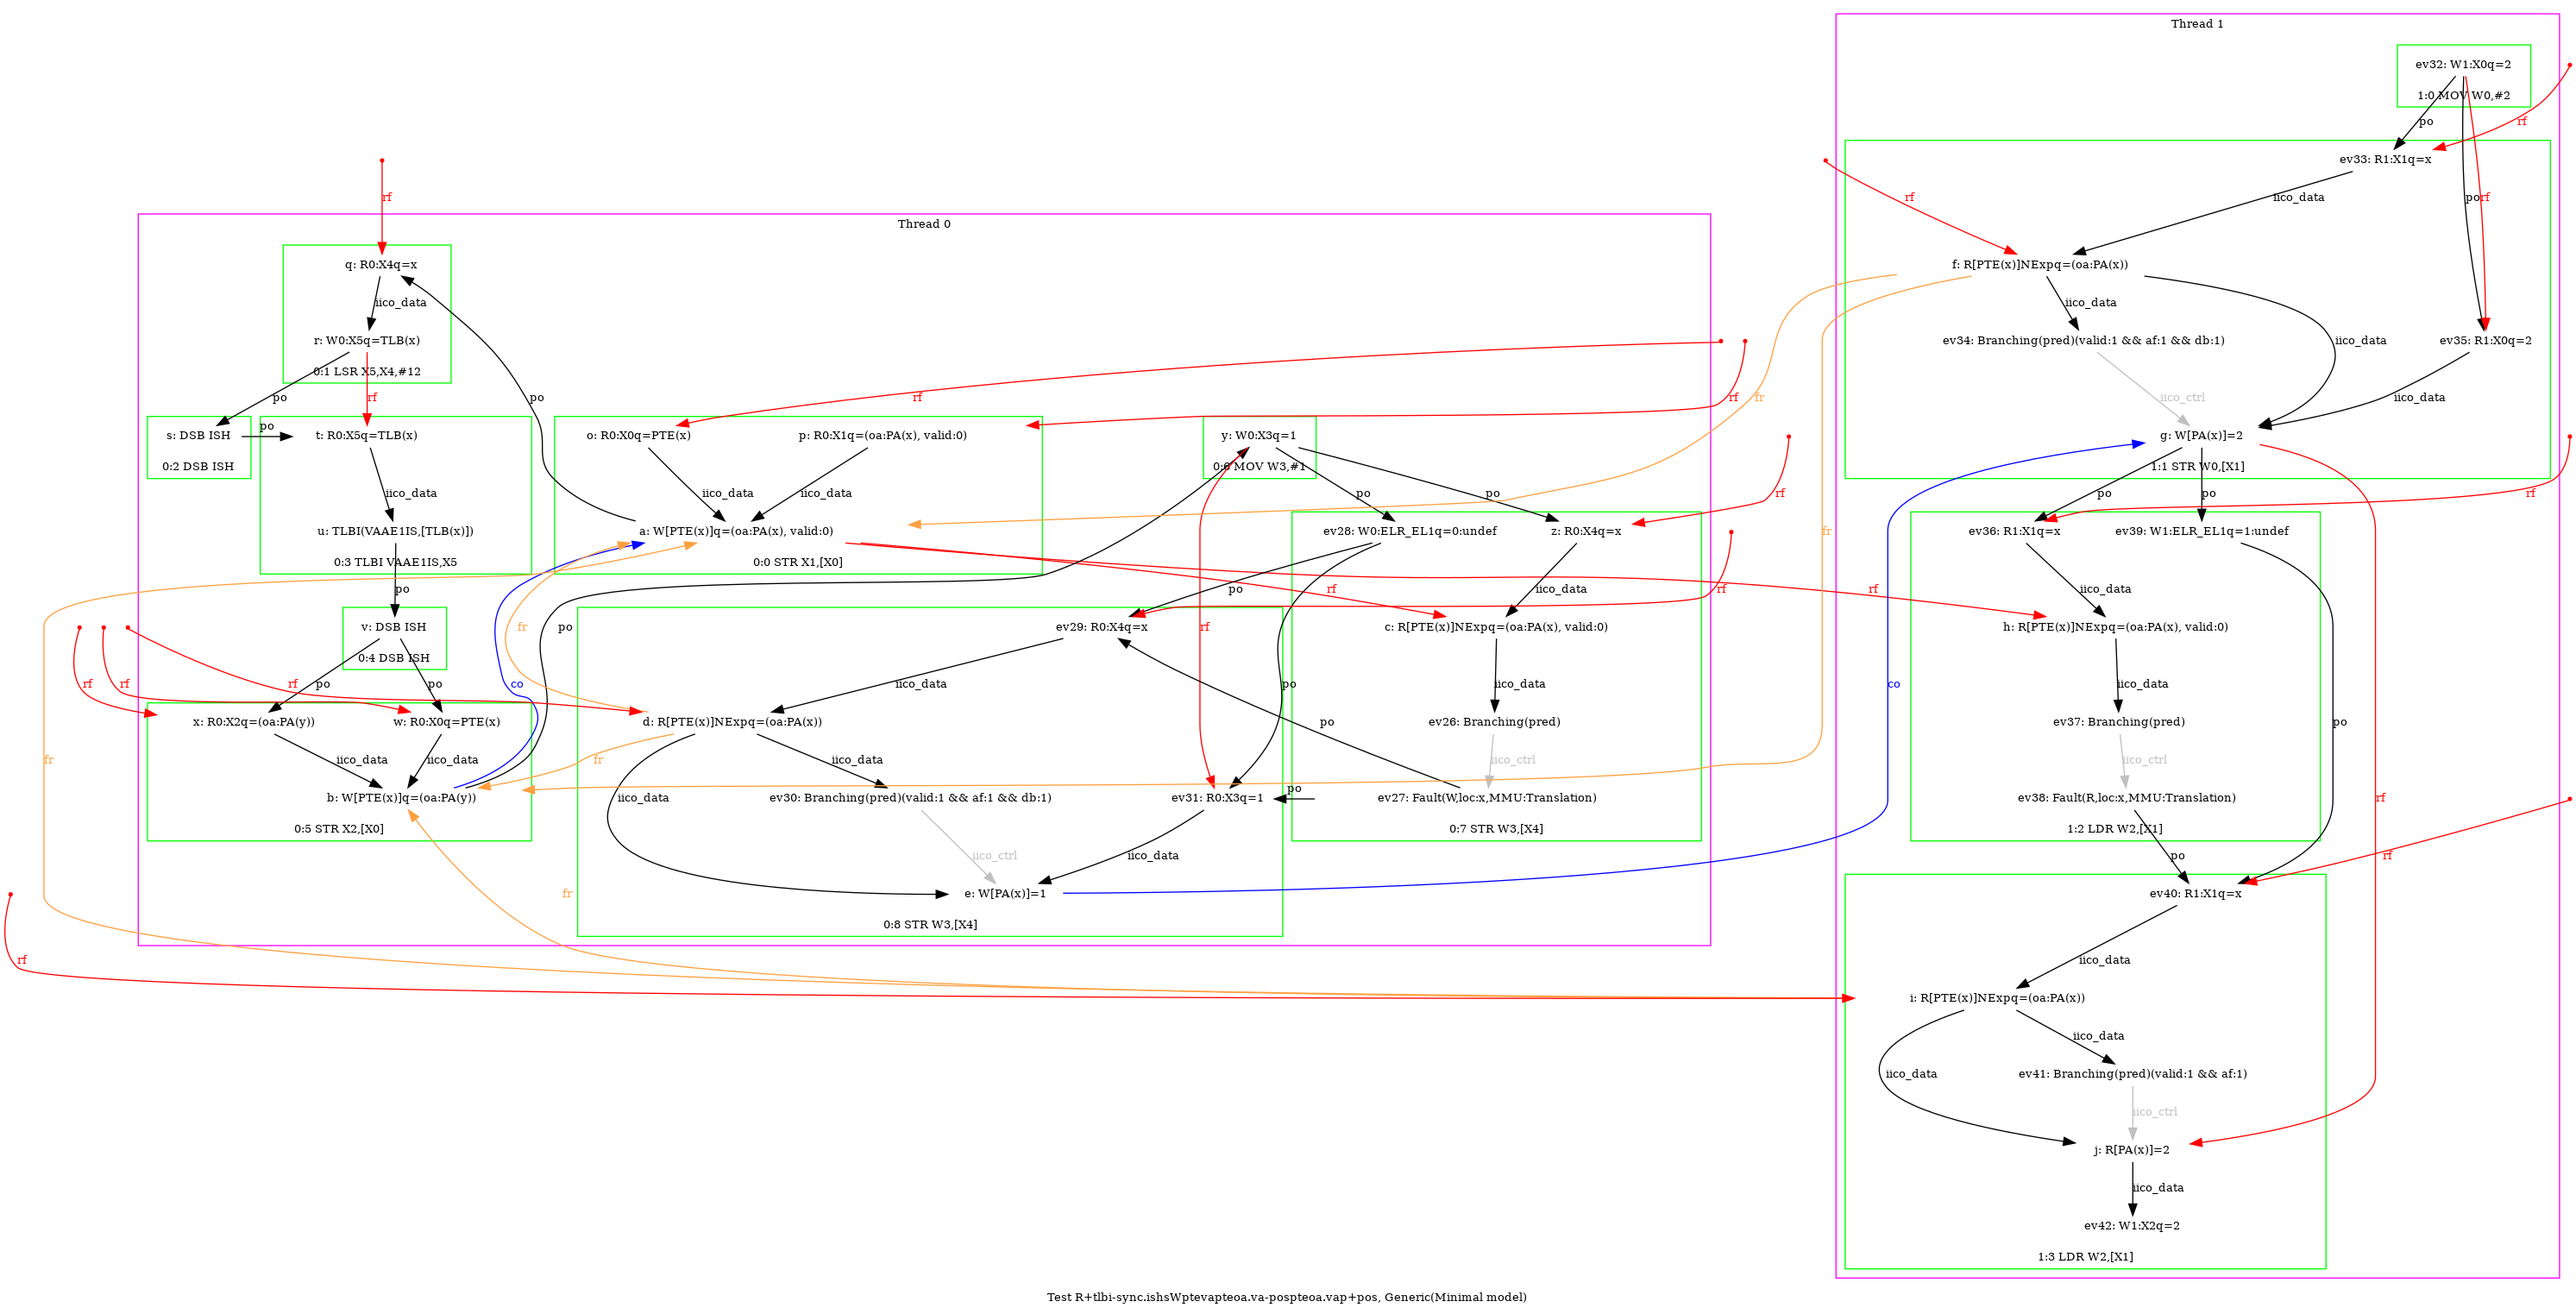 Thread 1
ev32: W1:X0q=2
1:0 MOV W0,#2
po
rf
ev33: R1:X1q=x
rf
rf
iico_data
po
rf
Thread 0
q: R0:X4q=x
f: R[PTE(x)]NExpq=(oa:PA(x))
iico_data
iico_data
r: W0:X5q=TLB(x)
ev34: Branching(pred)(valid:1 && af:1 && db:1)
iico_data
ev35: R1:X0q=2
0:1 LSR X5,X4,#12
po
rf
po
rf
rf
fr
iico_ctrl
iico_data
s: DSB ISH
po
t: R0:X5q=TLB(x)
o: R0:X0q=PTE(x)
p: R0:X1q=(oa:PA(x), valid:0)
y: W0:X3q=1
g: W[PA(x)]=2
0:2 DSB ISH
0:6 MOV W3,#1
1:1 STR W0,[X1]
iico_data
iico_data
iico_data
po
po
rf
po
po
rf
u: TLBI(VAAE1IS,[TLB(x)])
a: W[PTE(x)]q=(oa:PA(x), valid:0)
ev28: W0:ELR_EL1q=0:undef
z: R0:X4q=x
fr
ev36: R1:X1q=x
ev39: W1:ELR_EL1q=1:undef
0:3 TLBI VAAE1IS,X5
0:0 STR X1,[X0]
po
po
rf
iico_data
rf
rf
iico_data
v: DSB ISH
fr
po
rf
ev29: R0:X4q=x
c: R[PTE(x)]NExpq=(oa:PA(x), valid:0)
h: R[PTE(x)]NExpq=(oa:PA(x), valid:0)
0:4 DSB ISH
rf
rf
rf
po
po
co
iico_data
po
iico_data
co
iico_data
x: R0:X2q=(oa:PA(y))
w: R0:X0q=PTE(x)
d: R[PTE(x)]NExpq=(oa:PA(x))
po
ev26: Branching(pred)
ev37: Branching(pred)
po
fr
iico_data
iico_data
fr
iico_data
iico_ctrl
iico_ctrl
b: W[PTE(x)]q=(oa:PA(y))
iico_data
ev30: Branching(pred)(valid:1 && af:1 && db:1)
ev31: R0:X3q=1
po
ev27: Fault(W,loc:x,MMU:Translation)
ev38: Fault(R,loc:x,MMU:Translation)
rf
0:5 STR X2,[X0]
0:7 STR W3,[X4]
1:2 LDR W2,[X1]
iico_ctrl
iico_data
po
rf
fr
e: W[PA(x)]=1
ev40: R1:X1q=x
0:8 STR W3,[X4]
rf
iico_data
i: R[PTE(x)]NExpq=(oa:PA(x))
iico_data
iico_data
ev41: Branching(pred)(valid:1 && af:1)
iico_ctrl
j: R[PA(x)]=2
iico_data
ev42: W1:X2q=2
1:3 LDR W2,[X1]
Test R+tlbi-sync.ishsWptevapteoa.va-pospteoa.vap+pos, Generic(Minimal model)